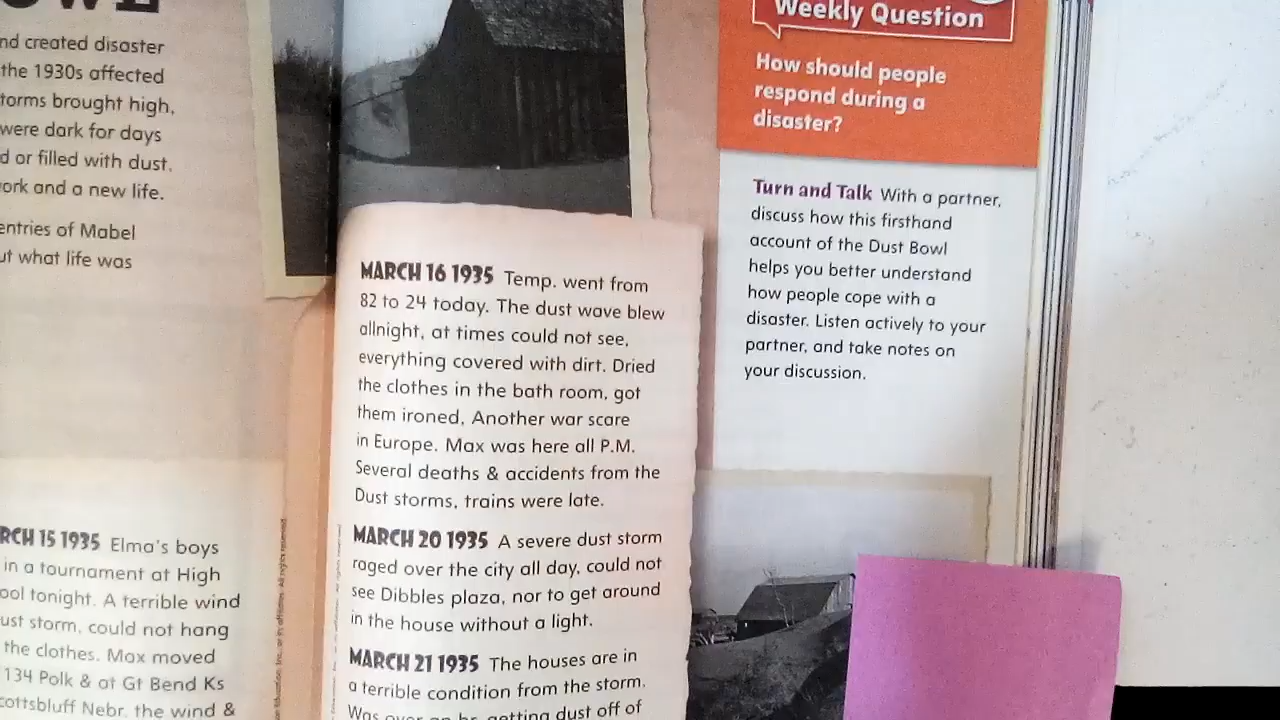 nd created disaster
the 1930s affected
torms brought high,
were dark for days
d or filled with dust.
ork and a new life.
entries of Mabel
ut what life was
RCH 15 1935 Elma's boys
in a tournament at High
ool tonight. A terrible wind
ust storm, could not hang
the clothes. Max moved
134 Polk & at Gt Bend Ks
cottsbluff Nebr. the wind &
MARCH 16 1935 Temp. went from
82 to 24 today. The dust wave blew
allnight, at times could not see,
everything covered with dirt. Dried
the clothes in the bath room, got
them ironed, Another war scare
in Europe. Max was here all P.M.
Several deaths & accidents from the
Dust storms, trains were late.
MARCH 20 1935 A severe dust storm
raged over the city all day, could not
see Dibbles plaza, nor to get around
in the house without a light.
MARCH 21 1935 The houses are in
a terrible condition from the storm.
Was over an hr. getting dust off of
Weekly Question
How should people
respond during a
disaster?
Turn and Talk With a partner,
discuss how this firsthand
account of the Dust Bowl
helps you better understand
how people cope with a
disaster. Listen actively to your
partner, and take notes on
your discussion.